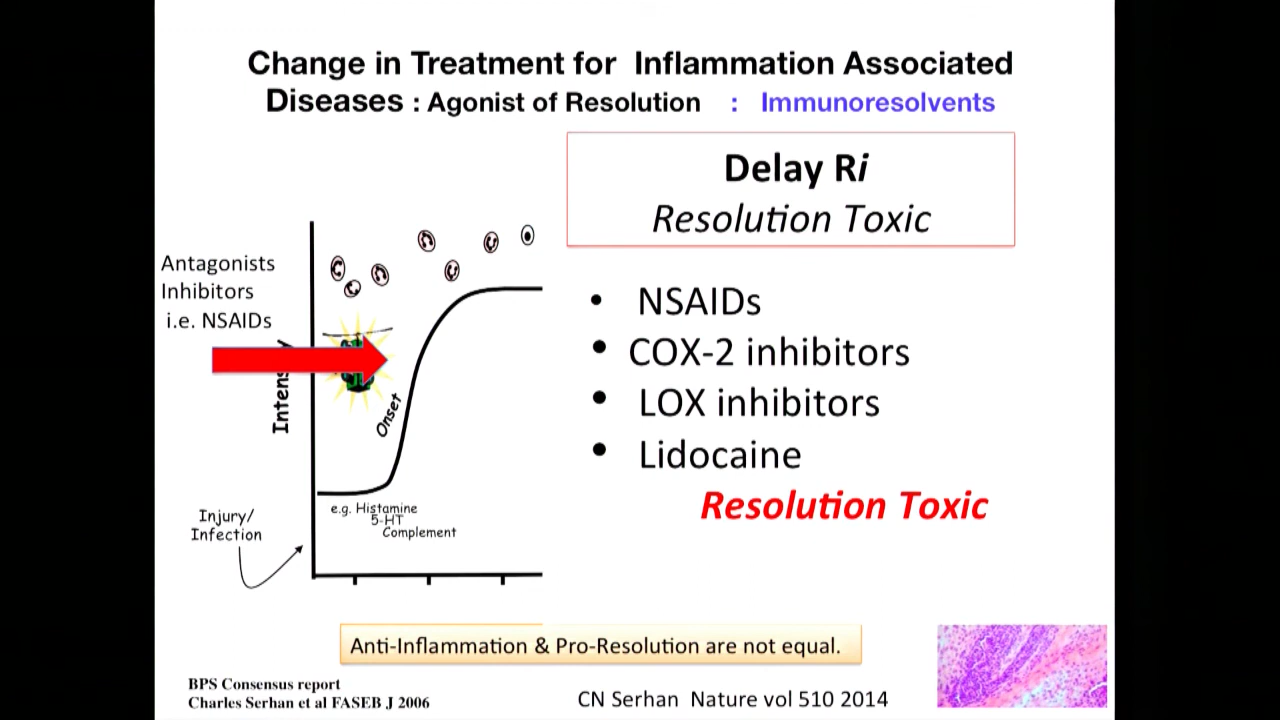 Change in Treatment for Inflammation Associated
Diseases : Agonist of Resolution : Immunoresolvents
Delay Ri
Resolution Toxic
Antagonists
Inhibitors
i.e. NSAIDs
Onset
Injury/
Infection
e.g. Histamine
5-HT
Complement
• NSAIDs
• COX-2 inhibitors
• LOX inhibitors
• Lidocaine
Resolution Toxic
Anti-Inflammation & Pro-Resolution are not equal.
BPS Consensus report
Charles Serhan et al FASEB J 2006
CN Serhan Nature vol 510 2014